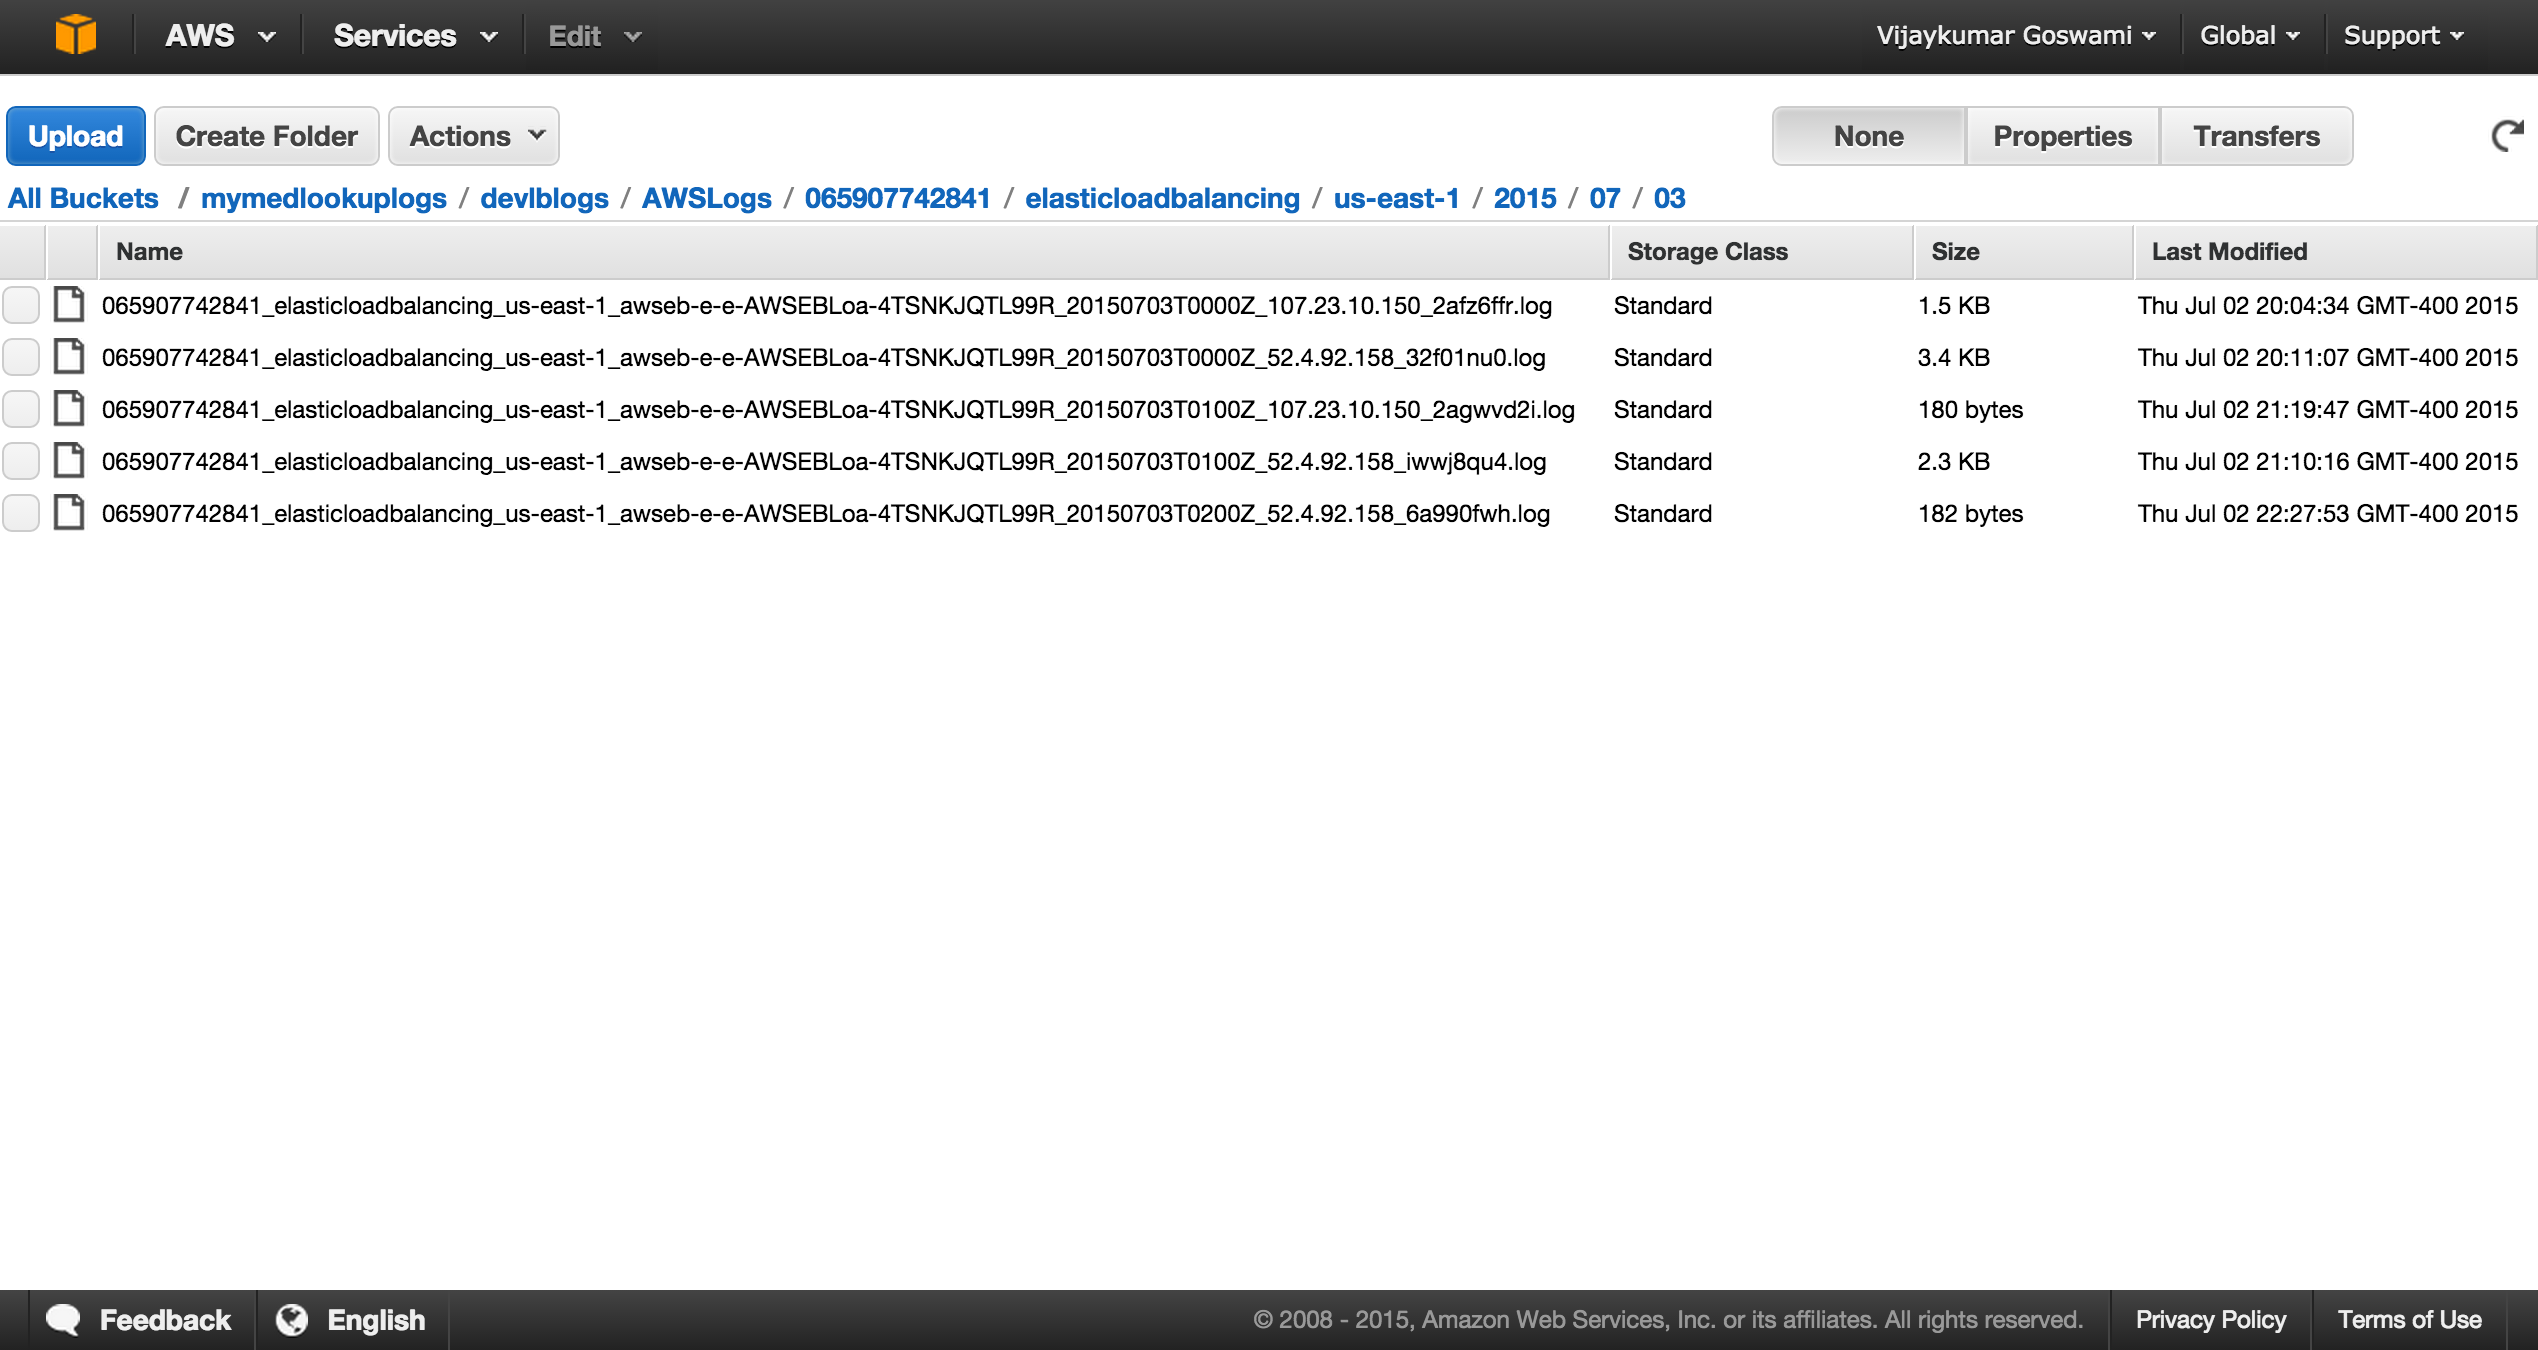 AWS Services Edit Vijaykumar Goswami Global Support
Upload Create Folder Actions None Properties Transfers
All Buckets / mymedlookuplogs / devlblogs / AWSLogs / 065907742841 / elasticloadbalancing / us-east-1 / 2015 / 07 / 03
Name Storage Class Size Last Modified
065907742841_elasticloadbalancing_us-east-1_awseb-e-e-AWSEBLoa-4TSNKJQTL99R_20150703T0000Z_107.23.10.150_2afz6ffr.log Standard 1.5 KB Thu Jul 02 20:04:34 GMT-400 2015
065907742841_elasticloadbalancing_us-east-1_awseb-e-e-AWSEBLoa-4TSNKJQTL99R_20150703T0000Z_52.4.92.158_32f01nu0.log Standard 3.4 KB Thu Jul 02 20:11:07 GMT-400 2015
065907742841_elasticloadbalancing_us-east-1_awseb-e-e-AWSEBLoa-4TSNKJQTL99R_20150703T0100Z_107.23.10.150_2agwvd2i.log Standard 180 bytes Thu Jul 02 21:19:47 GMT-400 2015
065907742841_elasticloadbalancing_us-east-1_awseb-e-e-AWSEBLoa-4TSNKJQTL99R_20150703T0100Z_52.4.92.158_iwwj8qu4.log Standard 2.3 KB Thu Jul 02 21:10:16 GMT-400 2015
065907742841_elasticloadbalancing_us-east-1_awseb-e-e-AWSEBLoa-4TSNKJQTL99R_20150703T0200Z_52.4.92.158_6a990fwh.log Standard 182 bytes Thu Jul 02 22:27:53 GMT-400 2015
Feedback English © 2008 - 2015, Amazon Web Services, Inc. or its affiliates. All rights reserved. Privacy Policy Terms of Use